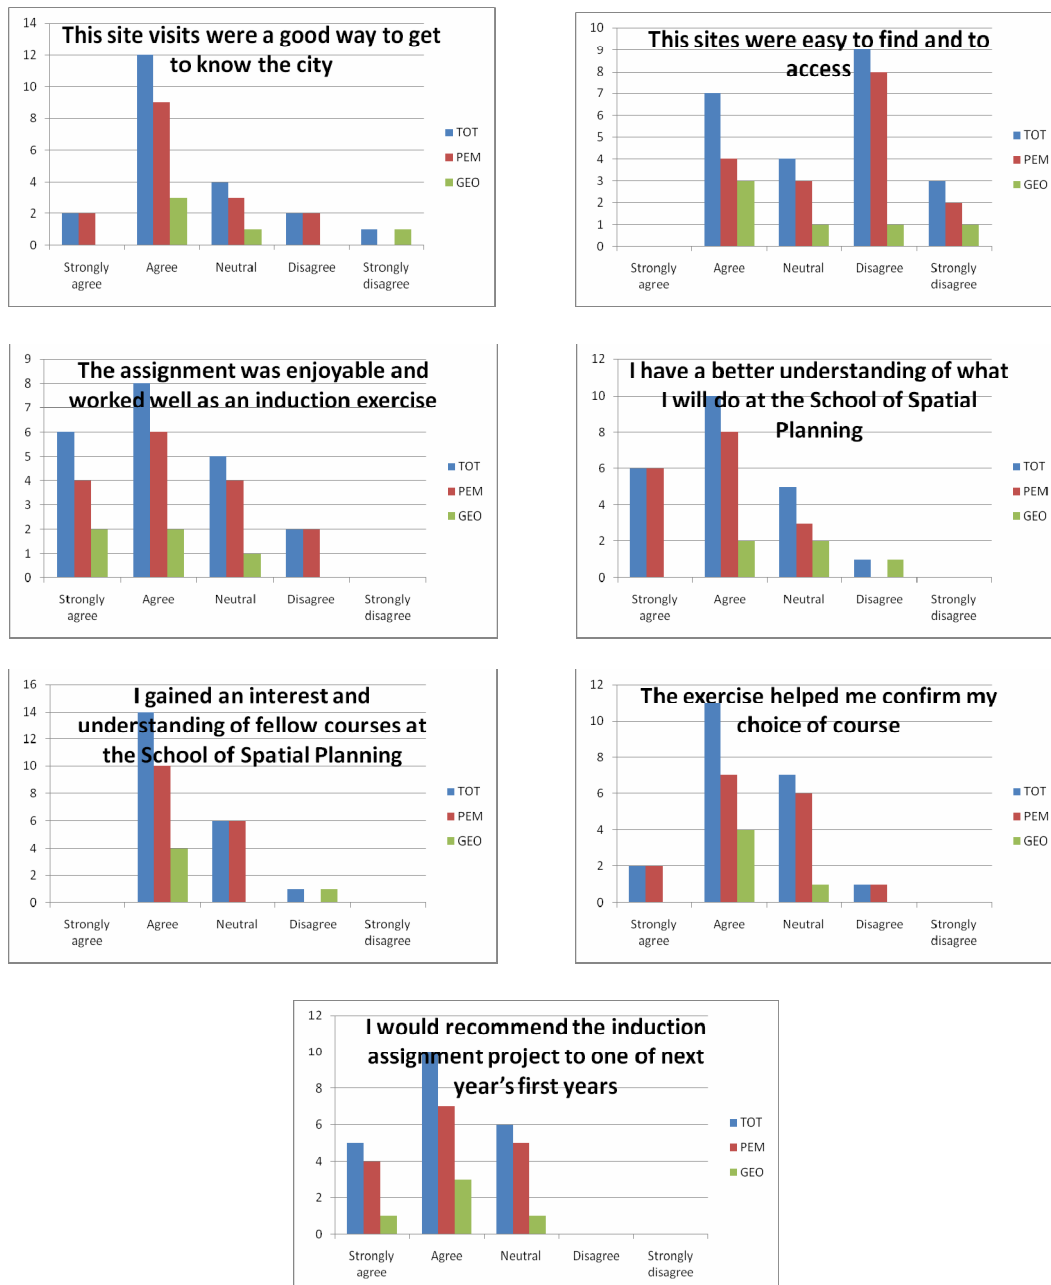 This site visits were a good way to get
to know the city
14
12
10
8
6
4
2
0
TOT
PEM
GEO
Strongly agree
Agree
Neutral
Disagree
Strongly disagree
This sites were easy to find and to
access
10
9
8
7
6
5
4
3
2
1
0
TOT
PEM
GEO
Strongly agree
Agree
Neutral
Disagree
Strongly disagree
The assignment was enjoyable and
worked well as an induction exercise
9
8
7
6
5
4
3
2
1
0
TOT
PEM
GEO
Strongly agree
Agree
Neutral
Disagree
Strongly disagree
I have a better understanding of what
I will do at the School of Spatial
Planning
12
10
8
6
4
2
0
TOT
PEM
GEO
Strongly agree
Agree
Neutral
Disagree
Strongly disagree
I gained an interest and
understanding of fellow courses at
the School of Spatial Planning
16
14
12
10
8
6
4
2
0
TOT
PEM
GEO
Strongly agree
Agree
Neutral
Disagree
Strongly disagree
The exercise helped me confirm my
choice of course
12
10
8
6
4
2
0
TOT
PEM
GEO
Strongly agree
Agree
Neutral
Disagree
Strongly disagree
I would recommend the induction
assignment project to one of next
year's first years
12
10
8
6
4
2
0
TOT
PEM
GEO
Strongly agree
Agree
Neutral
Disagree
Strongly disagree